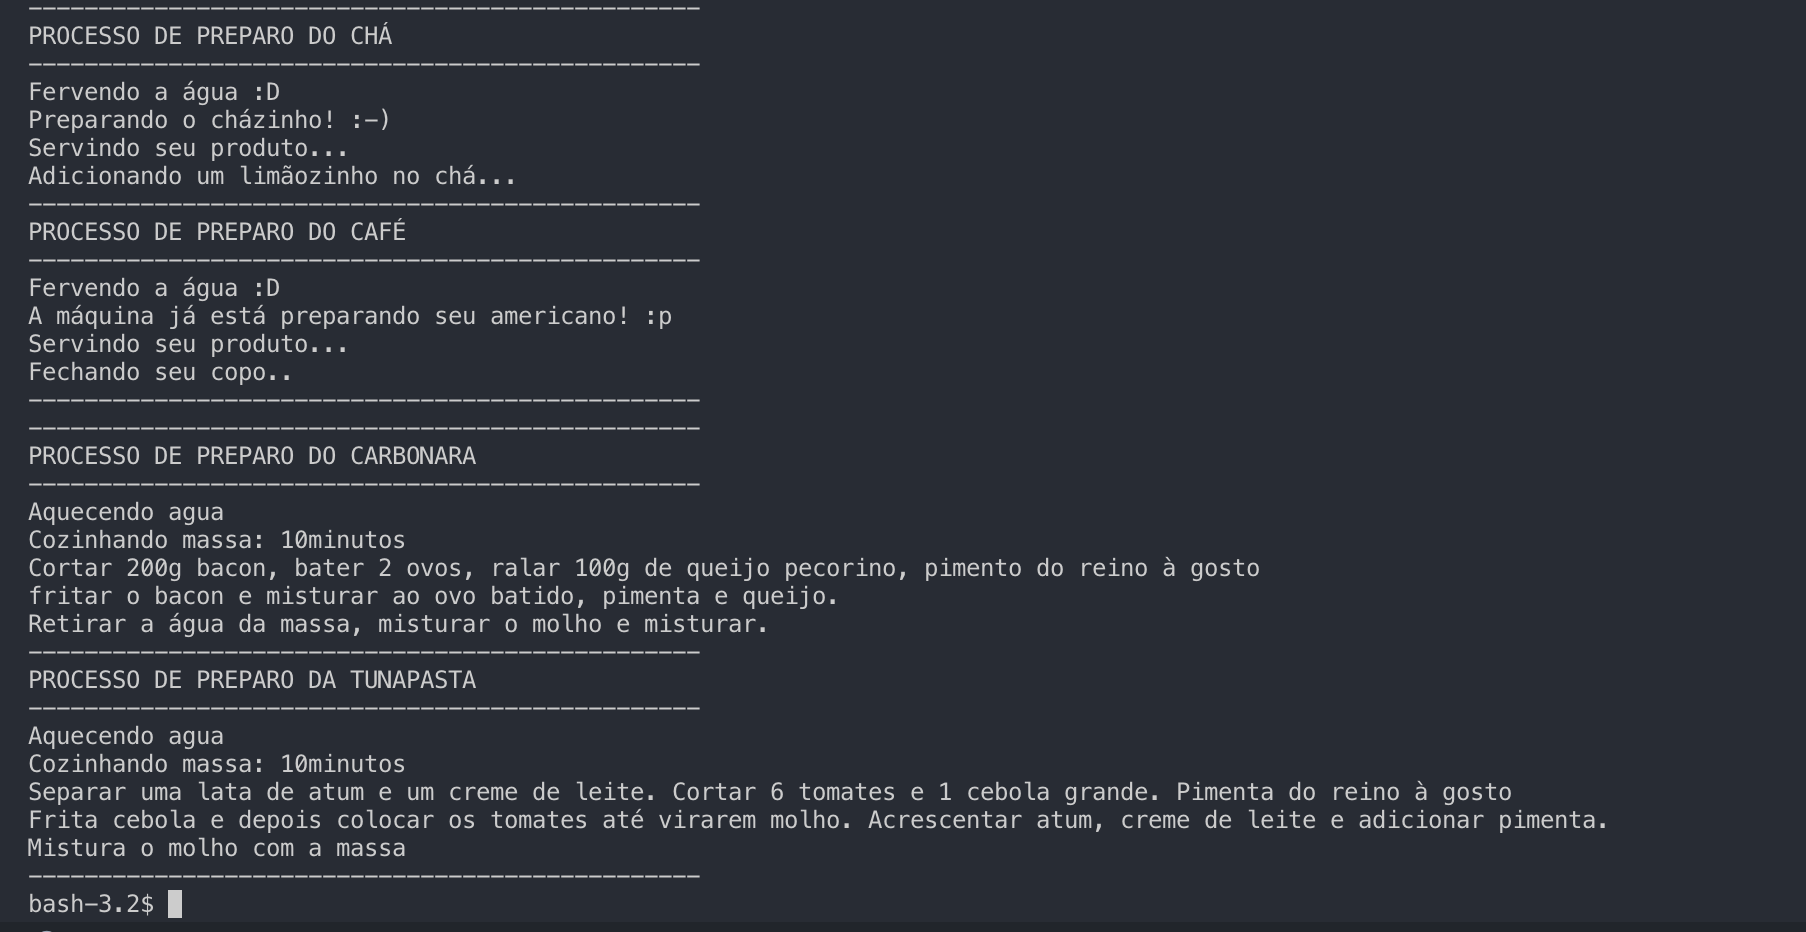 ------------------------------------------------
PROCESSO DE PREPARO DO CHÁ
------------------------------------------------
Fervendo a água :D
Preparando o cházinho! :-)
Servindo seu produto...
Adicionando um limãozinho no chá...
------------------------------------------------
PROCESSO DE PREPARO DO CAFÉ
------------------------------------------------
Fervendo a água :D
A máquina já está preparando seu americano! :p
Servindo seu produto...
Fechando seu copo..
------------------------------------------------
------------------------------------------------
PROCESSO DE PREPARO DO CARBONARA
------------------------------------------------
Aquecendo agua
Cozinhando massa: 10minutos
Cortar 200g bacon, bater 2 ovos, ralar 100g de queijo pecorino, pimento do reino à gosto
fritar o bacon e misturar ao ovo batido, pimenta e queijo.
Retirar a água da massa, misturar o molho e misturar.
------------------------------------------------
PROCESSO DE PREPARO DA TUNAPASTA
------------------------------------------------
Aquecendo agua
Cozinhando massa: 10minutos
Separar uma lata de atum e um creme de leite. Cortar 6 tomates e 1 cebola grande. Pimenta do reino à gosto
Frita cebola e depois colocar os tomates até virarem molho. Acrescentar atum, creme de leite e adicionar pimenta.
Mistura o molho com a massa
------------------------------------------------
bash-3.2$